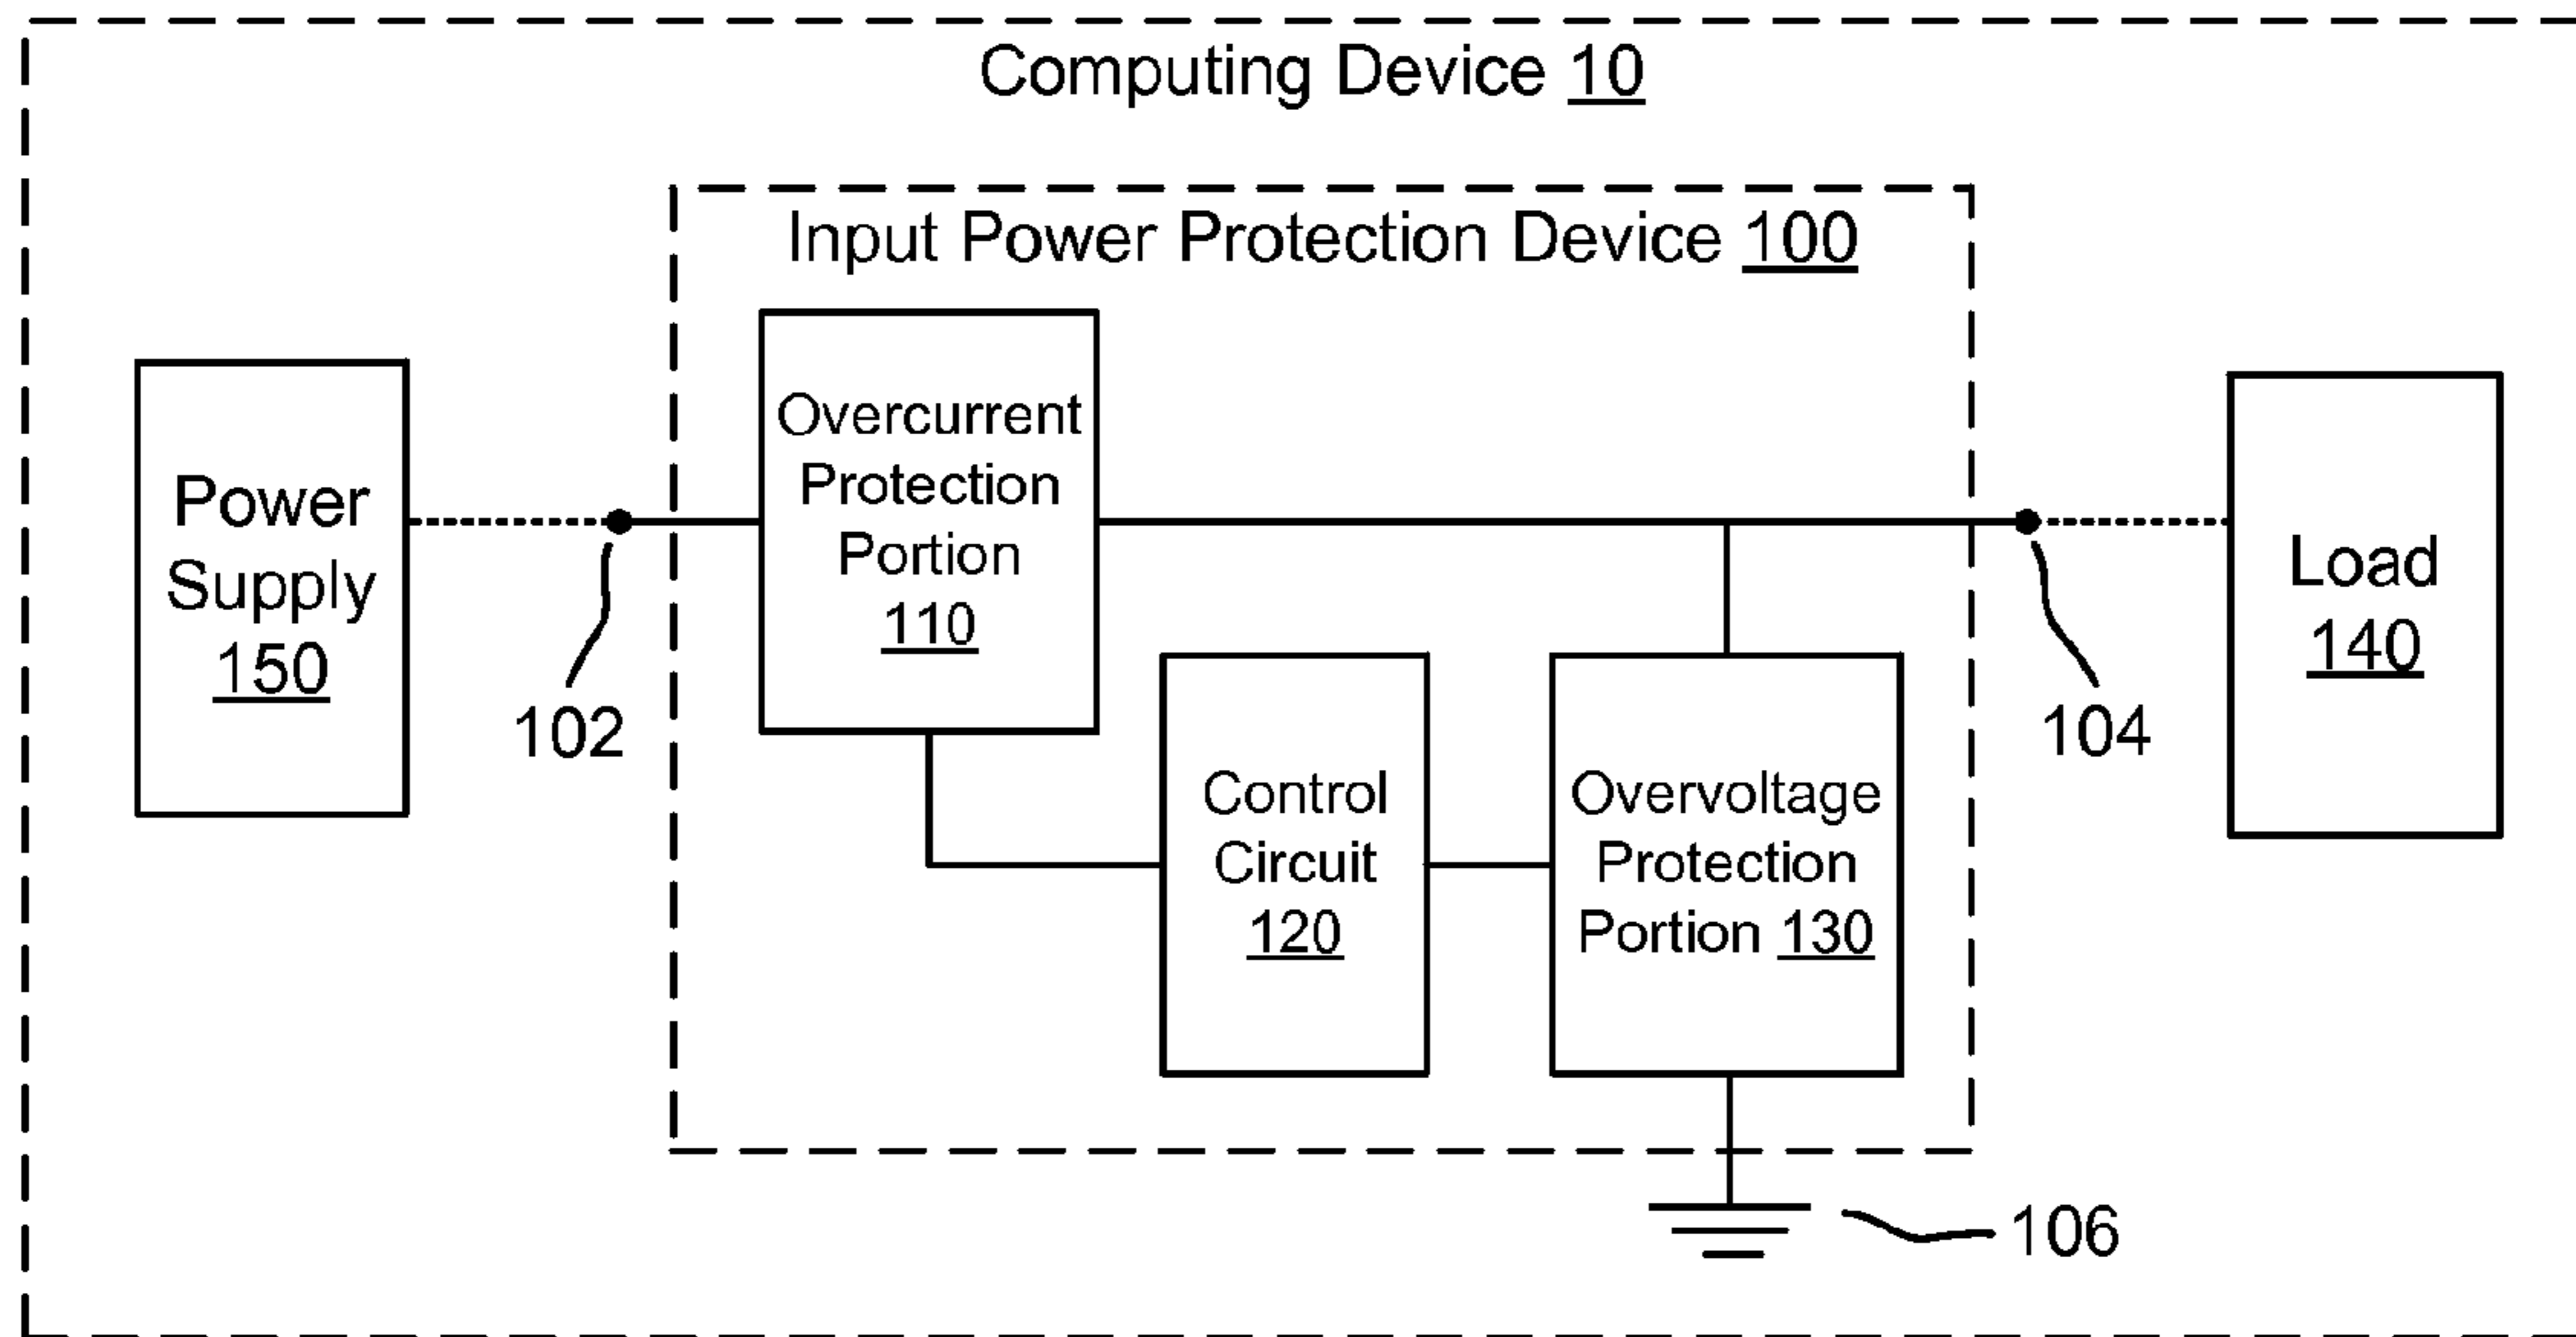 Computing Device 10
Input Power Protection Device 100
Overcurrent
Protection
Portion
110
Power
Supply
150
102
Control
Circuit
120
Overvoltage
Protection
Portion 130
104
Load
140
106